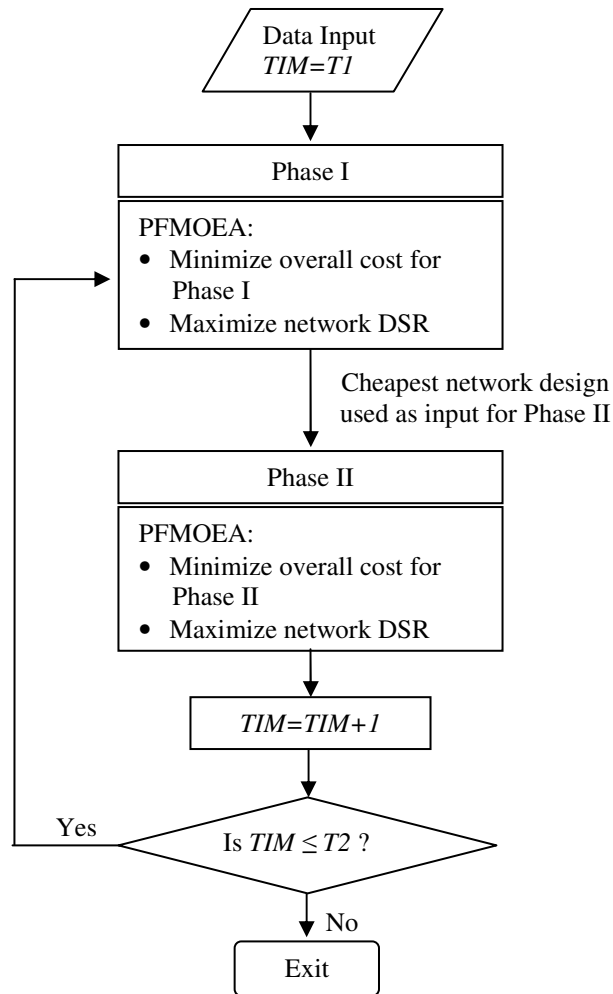 Data Input
TIM=T1
Phase I
PFMOEA:
• Minimize overall cost for
Phase I
• Maximize network DSR
Cheapest network design
used as input for Phase II
Phase II
PFMOEA:
• Minimize overall cost for
Phase II
• Maximize network DSR
TIM=TIM+1
Yes
Is TIM ≤ T2 ?
No
Exit